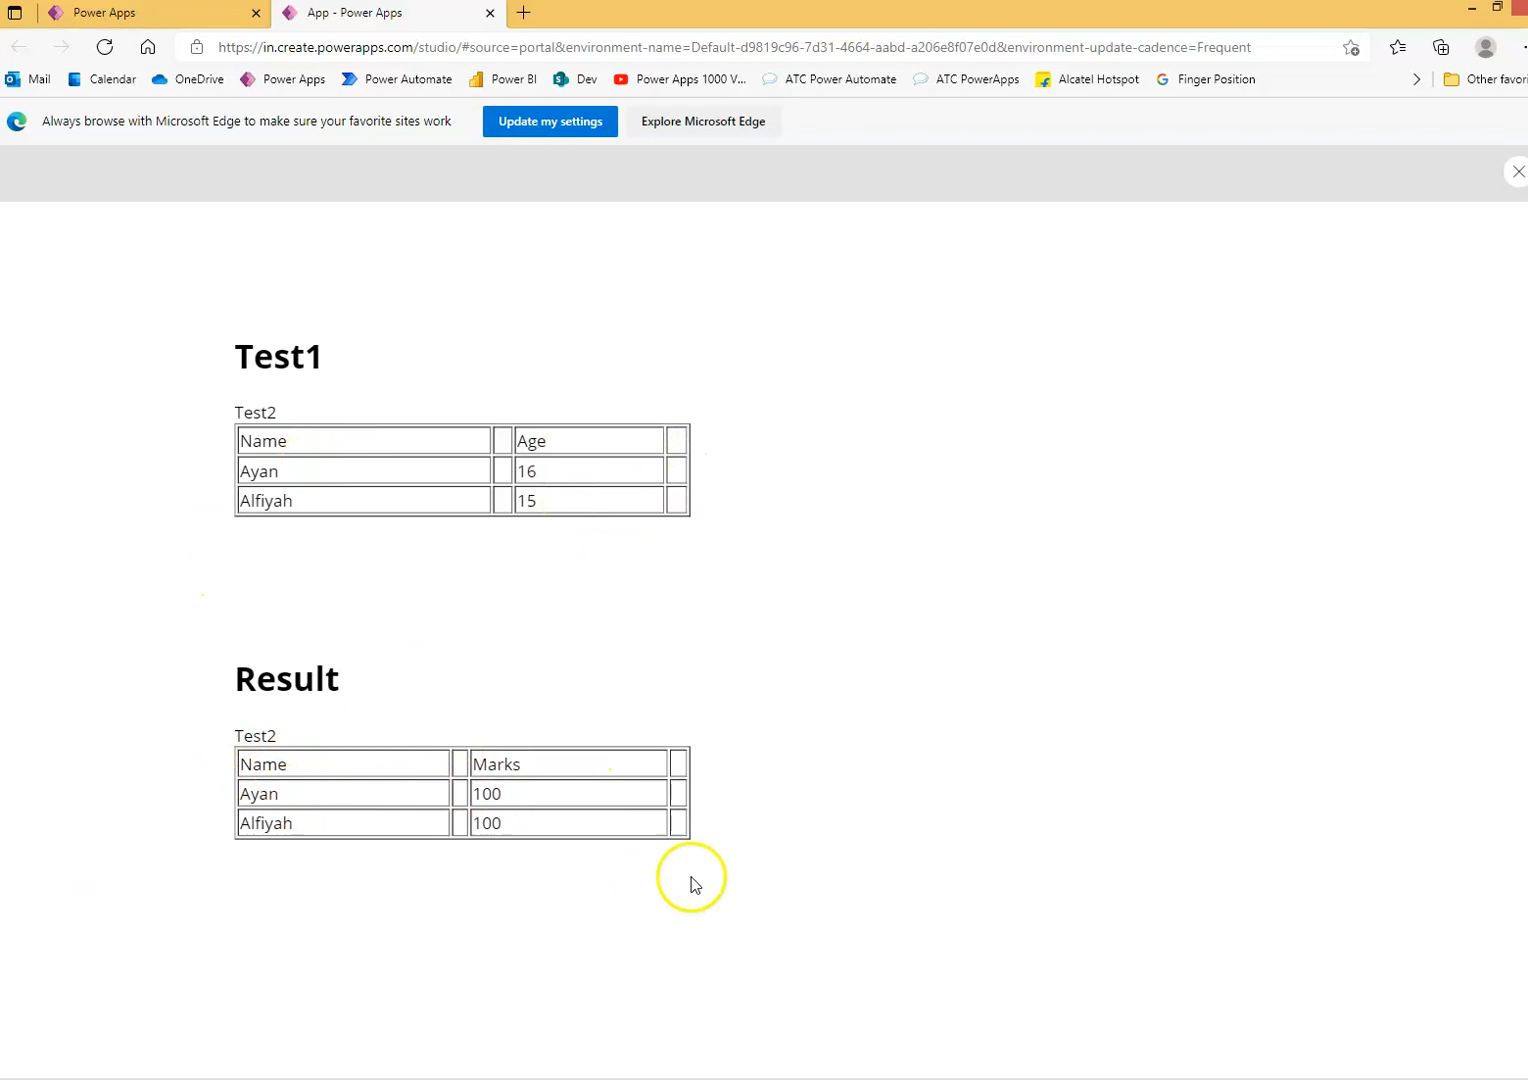 Power Apps
App - Power Apps
https://in.create.powerapps.com/studio/#source=portal&environment-name=Default-d9819c96-7d31-4664-aabd-a206e8f07e0d&environment-update-cadence=Frequent
Mail Calendar OneDrive Power Apps Power Automate Power BI Dev Power Apps 1000 V... ATC Power Automate ATC PowerApps Alcatel Hotspot Finger Position Other favori
Always browse with Microsoft Edge to make sure your favorite sites work Update my settings Explore Microsoft Edge
Test1
Test2
Name Age
Ayan 16
Alfiyah 15
Result
Test2
Name Marks
Ayan 100
Alfiyah 100